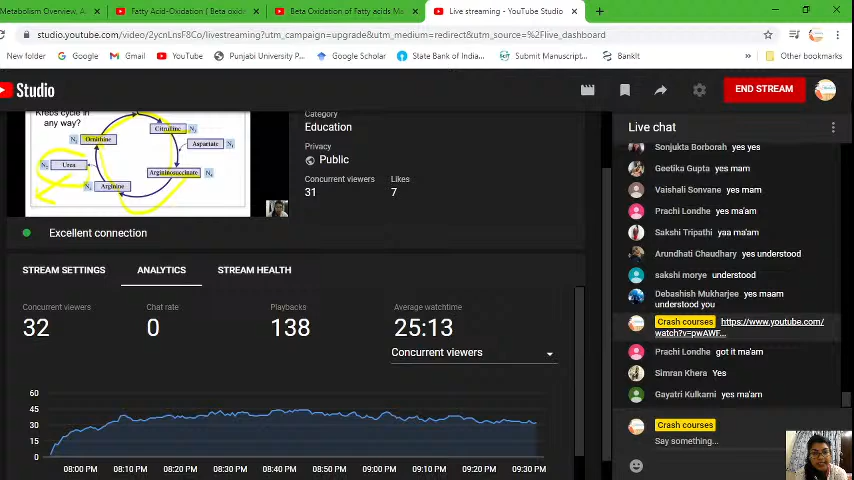 Metabolism Overview, A
Fatty Acid-Oxidation ( Beta oxid
Beta Oxidation of Fatty acids Ma
Live streaming - YouTube Studio
studio.youtube.com/video/2ycnLnsF8Co/livestreaming?utm_campaign=upgrade&utm_medium=redirect&utm_source=%2Flive_dashboard
New folder
Gmail
YouTube
Punjabi University P...
Google Scholar
State Bank of India...
Submit Manuscript...
BankIt
Other bookmarks
Studio
END STREAM
Krebs cycle in
any way?
Citrulline
Ornithine
Aspartate
Urea
Argininosuccinate
Arginine
Category
Education
Privacy
Public
Concurrent viewers
31
Likes
7
Excellent connection
STREAM SETTINGS
ANALYTICS
STREAM HEALTH
Concurrent viewers
32
Chat rate
0
Playbacks
138
Average watchtime
25:13
Concurrent viewers
60
45
30
15
0
08:00 PM
08:10 PM
08:20 PM
08:30 PM
08:40 PM
08:50 PM
09:00 PM
09:10 PM
09:20 PM
09:30 PM
Live chat
Sonjukta Borborah yes yes
Geetika Gupta yes mam
Vaishali Sonvane yes mam
Prachi Londhe yes ma'am
Sakshi Tripathi yaa ma'am
Arundhati Chaudhary yes understood
sakshi morye understood
Debashish Mukharjee yes maam
understood you
Crash courses https://www.youtube.com/
watch?v=pwAWF...
Prachi Londhe got it ma'am
Simran Khera Yes
Gayatri Kulkarni yes ma'am
Crash courses
Say something...